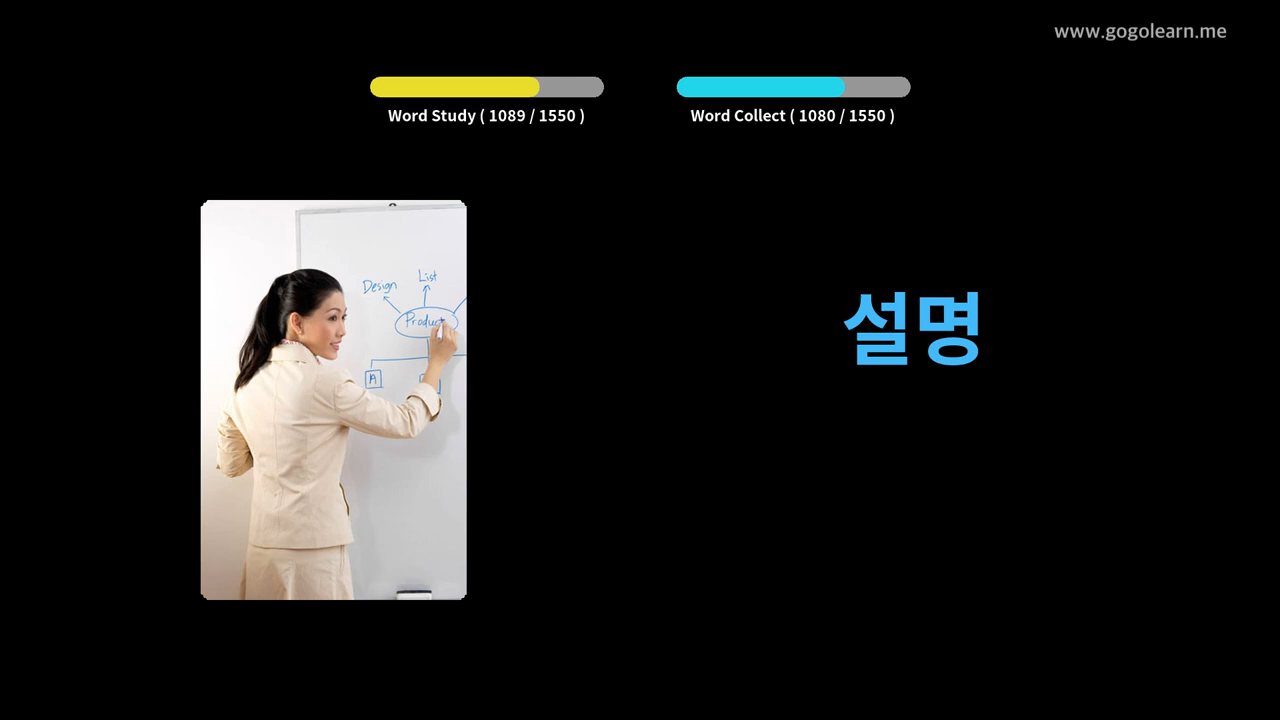 www.gogolearn.me
Word Study ( 1089 / 1550 )
Word Collect ( 1080 / 1550 )
설명
Design
List
Product
A